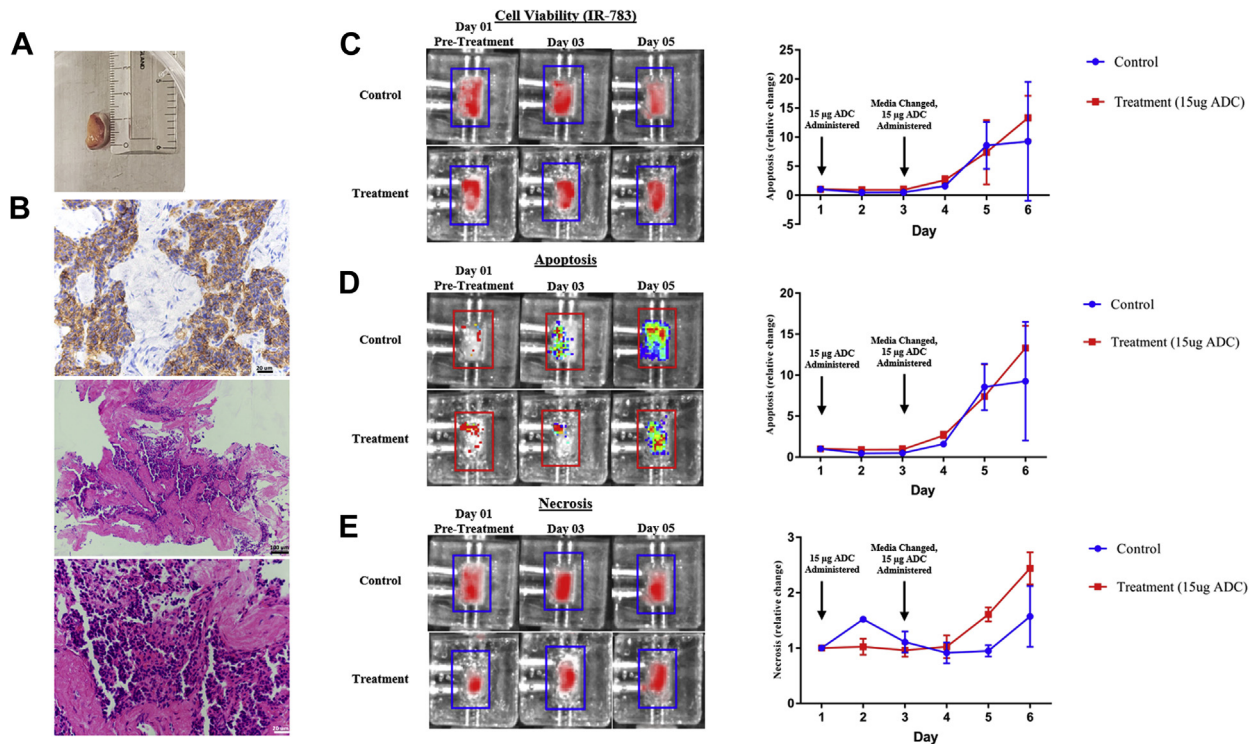 Cell Viability (IR-783)
A
C
Day 01
Pre-Treatment
Day 03
Day 05
Control
Treatment
25
20
15
10
5
0
-5
Apoptosis (relative change)
15 µg ADC
Administered
Media Changed,
15 µg ADC
Administered
1 2 3 4 5 6
Day
Control
Treatment (15ug ADC)
B
20 µm
100 µm
D
Apoptosis
Day 01
Pre-Treatment
Day 03
Day 05
Control
Treatment
20
15
10
5
0
Apoptosis (relative change)
15 µg ADC
Administered
Media Changed,
15 µg ADC
Administered
1 2 3 4 5 6
Day
Control
Treatment (15ug ADC)
E
Necrosis
Day 01
Pre-Treatment
Day 03
Day 05
Control
Treatment
3
2
1
0
Necrosis (relative change)
15 µg ADC
Administered
Media Changed,
15 µg ADC
Administered
1 2 3 4 5 6
Day
Control
Treatment (15ug ADC)